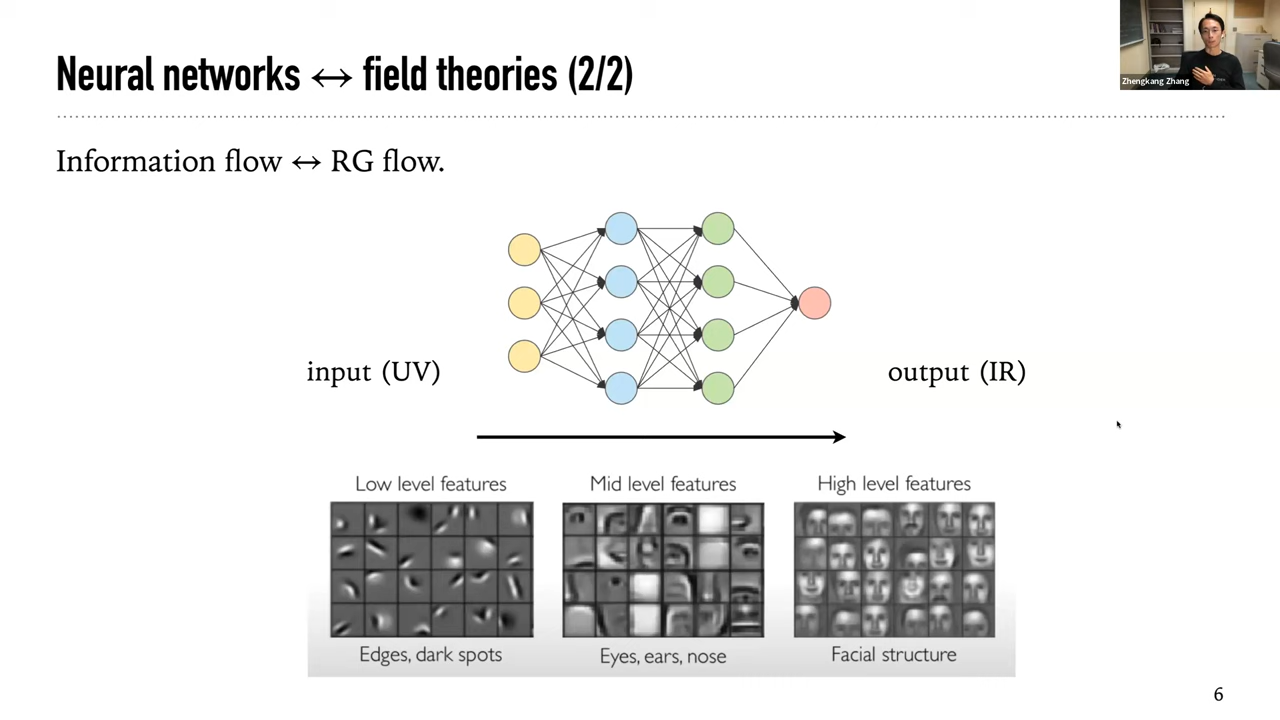 Neural networks ↔ field theories (2/2)
Zhengkang Zhang
Information flow ↔ RG flow.
input (UV)
output (IR)
Low level features
Mid level features
High level features
Edges, dark spots
Eyes, ears, nose
Facial structure
6